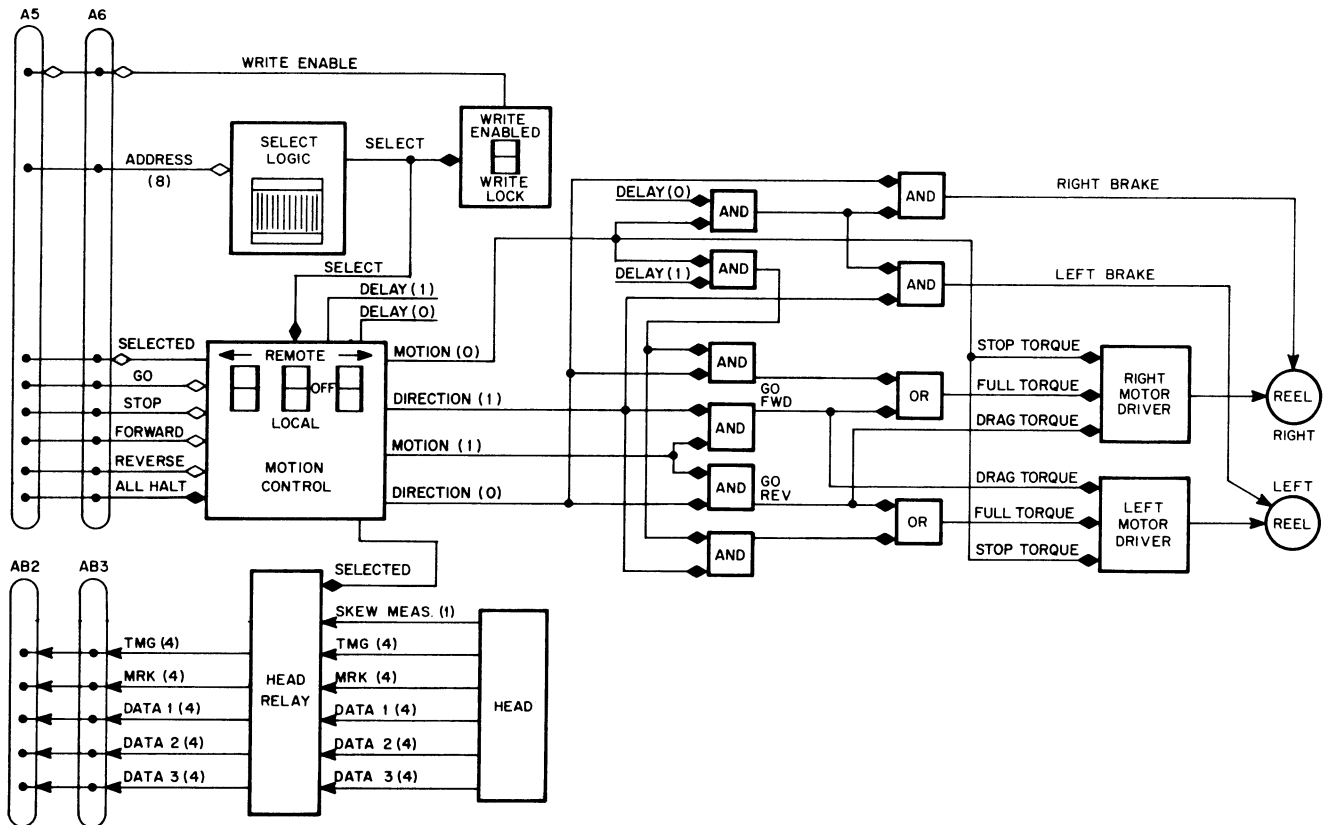 A5
A6
WRITE ENABLE
WRITE
ENABLED
WRITE
LOCK
SELECT
LOGIC
SELECT
ADDRESS
(8)
SELECT
DELAY (1)
DELAY (0)
SELECTED
GO
STOP
FORWARD
REVERSE
ALL HALT
REMOTE
OFF
LOCAL
MOTION
CONTROL
MOTION (0)
DIRECTION (1)
MOTION (1)
DIRECTION (0)
DELAY (0)
AND
DELAY (1)
AND
AND
AND
RIGHT BRAKE
LEFT BRAKE
AND
GO
FWD
AND
AND
GO
REV
AND
OR
OR
STOP TORQUE
FULL TORQUE
DRAG TORQUE
RIGHT
MOTOR
DRIVER
REEL
RIGHT
DRAG TORQUE
FULL TORQUE
STOP TORQUE
LEFT
MOTOR
DRIVER
LEFT
REEL
AB2
AB3
SELECTED
SKEW MEAS. (1)
TMG (4)
MRK (4)
DATA 1 (4)
DATA 2 (4)
DATA 3 (4)
HEAD
RELAY
TMG (4)
MRK (4)
DATA 1 (4)
DATA 2 (4)
DATA 3 (4)
HEAD